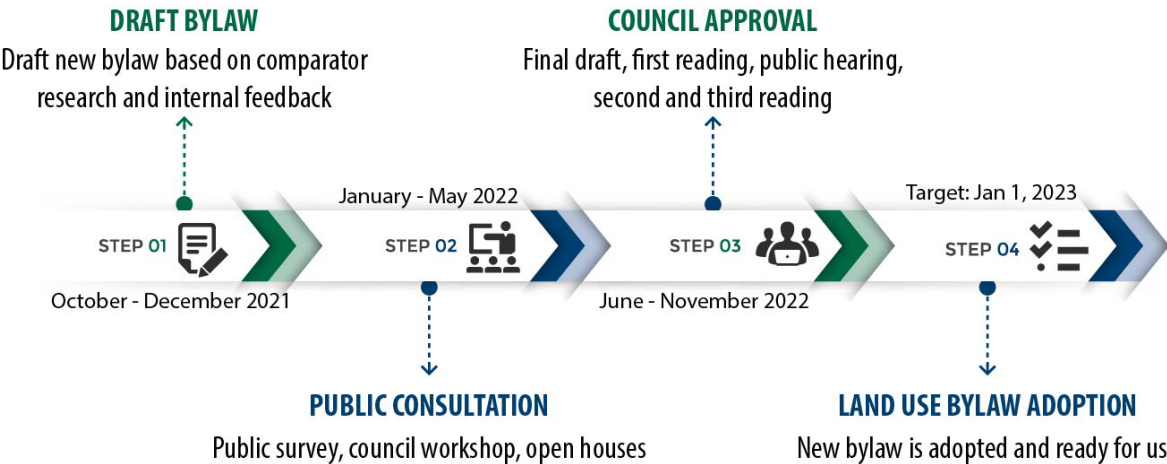 DRAFT BYLAW
Draft new bylaw based on comparator
research and internal feedback
COUNCIL APPROVAL
Final draft, first reading, public hearing,
second and third reading
January - May 2022
Target: Jan 1, 2023
STEP 01
STEP 02
STEP 03
STEP 04
October - December 2021
June - November 2022
PUBLIC CONSULTATION
Public survey, council workshop, open houses
LAND USE BYLAW ADOPTION
New bylaw is adopted and ready for us